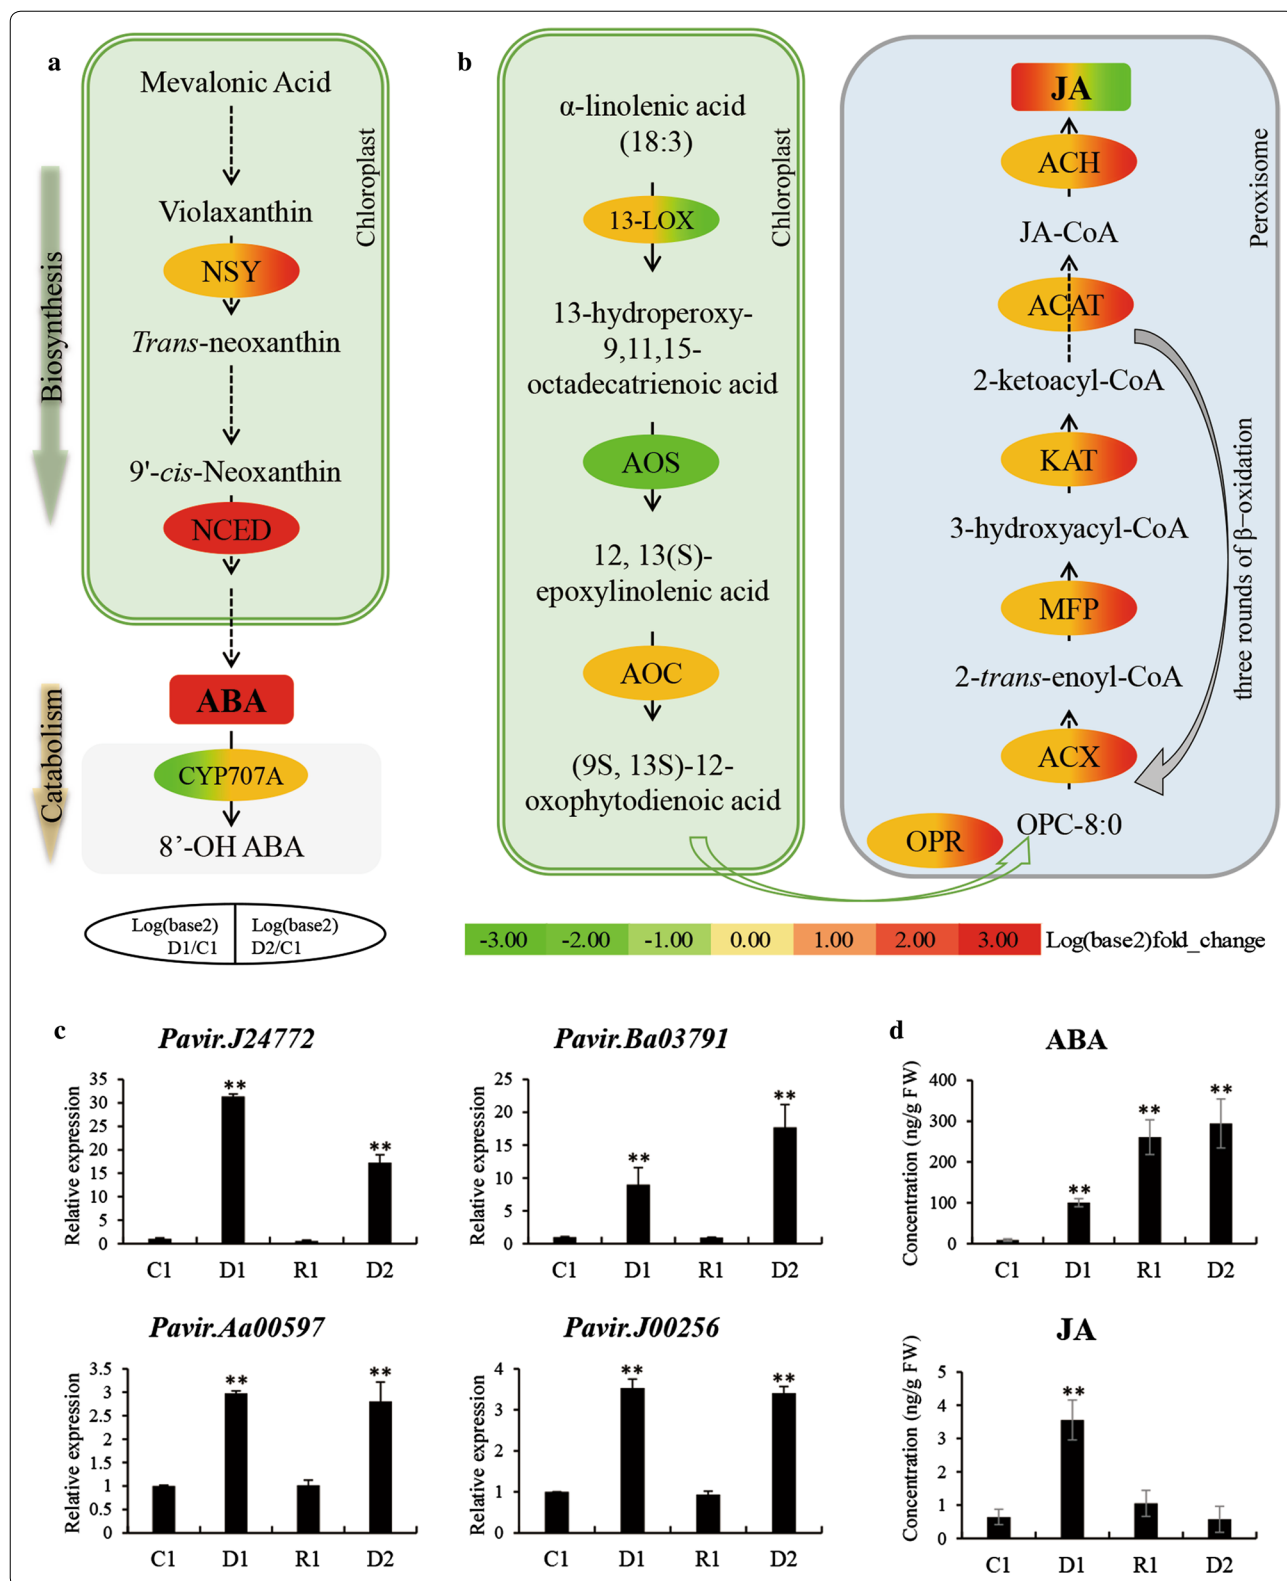 a
Mevalonic Acid
Violaxanthin
NSY
Trans-neoxanthin
9'-cis-Neoxanthin
NCED
ABA
CYP707A
8’-OH ABA
Chloroplast
Biosynthesis
Catabolism
Log(base2)
D1/C1
Log(base2)
D2/C1
b
α-linolenic acid
(18:3)
13-LOX
13-hydroperoxy-
9,11,15-
octadecatrienoic acid
AOS
12, 13(S)-
epoxylinolenic acid
AOC
(9S, 13S)-12-
oxophytodienoic acid
Chloroplast
JA
ACH
JA-CoA
ACAT
2-ketoacyl-CoA
KAT
3-hydroxyacyl-CoA
MFP
2-trans-enoyl-CoA
ACX
OPC-8:0
OPR
Peroxisome
three rounds of β−oxidation
-3.00 -2.00 -1.00 0.00 1.00 2.00 3.00 Log(base2)fold_change
c
Pavir.J24772
Relative expression
35
30
25
20
15
10
5
0
** **
C1 D1 R1 D2
Pavir.Ba03791
Relative expression
25
20
15
10
5
0
** **
C1 D1 R1 D2
Pavir.Aa00597
Relative expression
3.5
3
2.5
2
1.5
1
0.5
0
** **
C1 D1 R1 D2
Pavir.J00256
Relative expression
4
3
2
1
0
** **
C1 D1 R1 D2
d
ABA
Concentration (ng/g FW)
400
300
200
100
0
** ** **
C1 D1 R1 D2
JA
Concentration (ng/g FW)
5
4
3
2
1
0
**
C1 D1 R1 D2